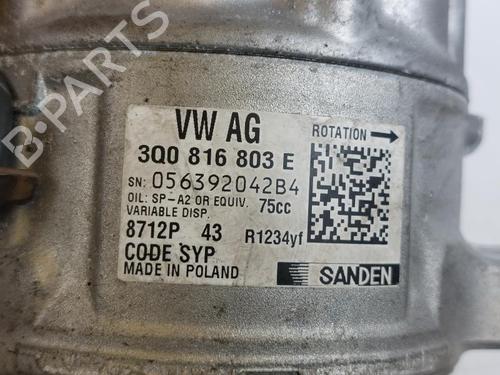 VW AG
ROTATION
3Q0 816 803 E
SN: 056392042B4
OIL: SP-A2 OR EQUIV. 75cc
VARIABLE DISP.
8712P 43 R1234yf
CODE SYP
MADE IN POLAND
SANDEN
B-PARTS